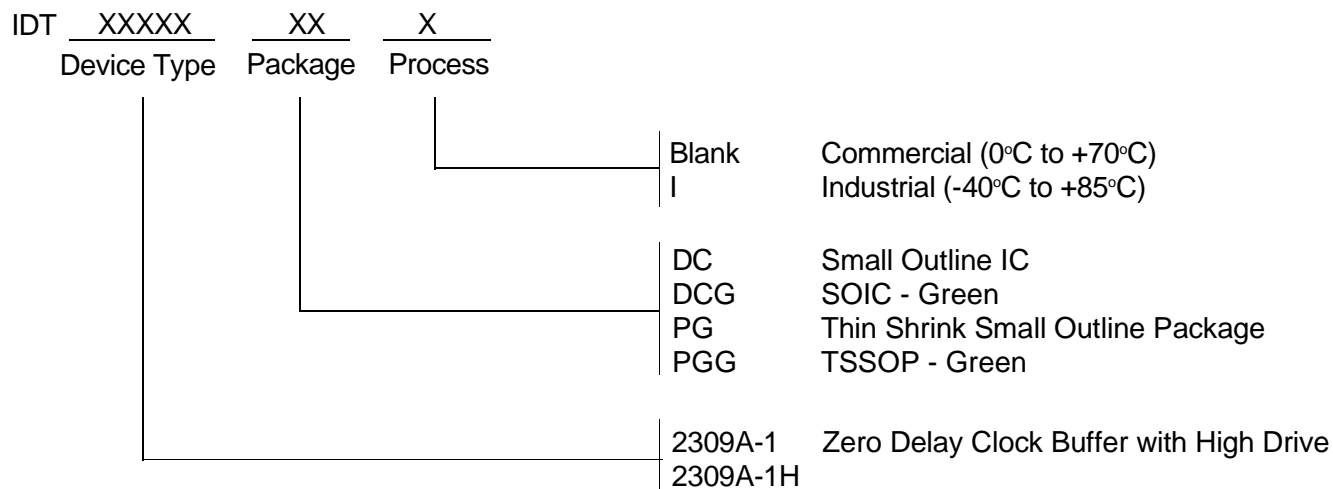 IDT XXXXX XX X
Device Type Package Process
Blank Commercial (0°C to +70°C)
I Industrial (-40°C to +85°C)
DC Small Outline IC
DCG SOIC - Green
PG Thin Shrink Small Outline Package
PGG TSSOP - Green
2309A-1 Zero Delay Clock Buffer with High Drive
2309A-1H